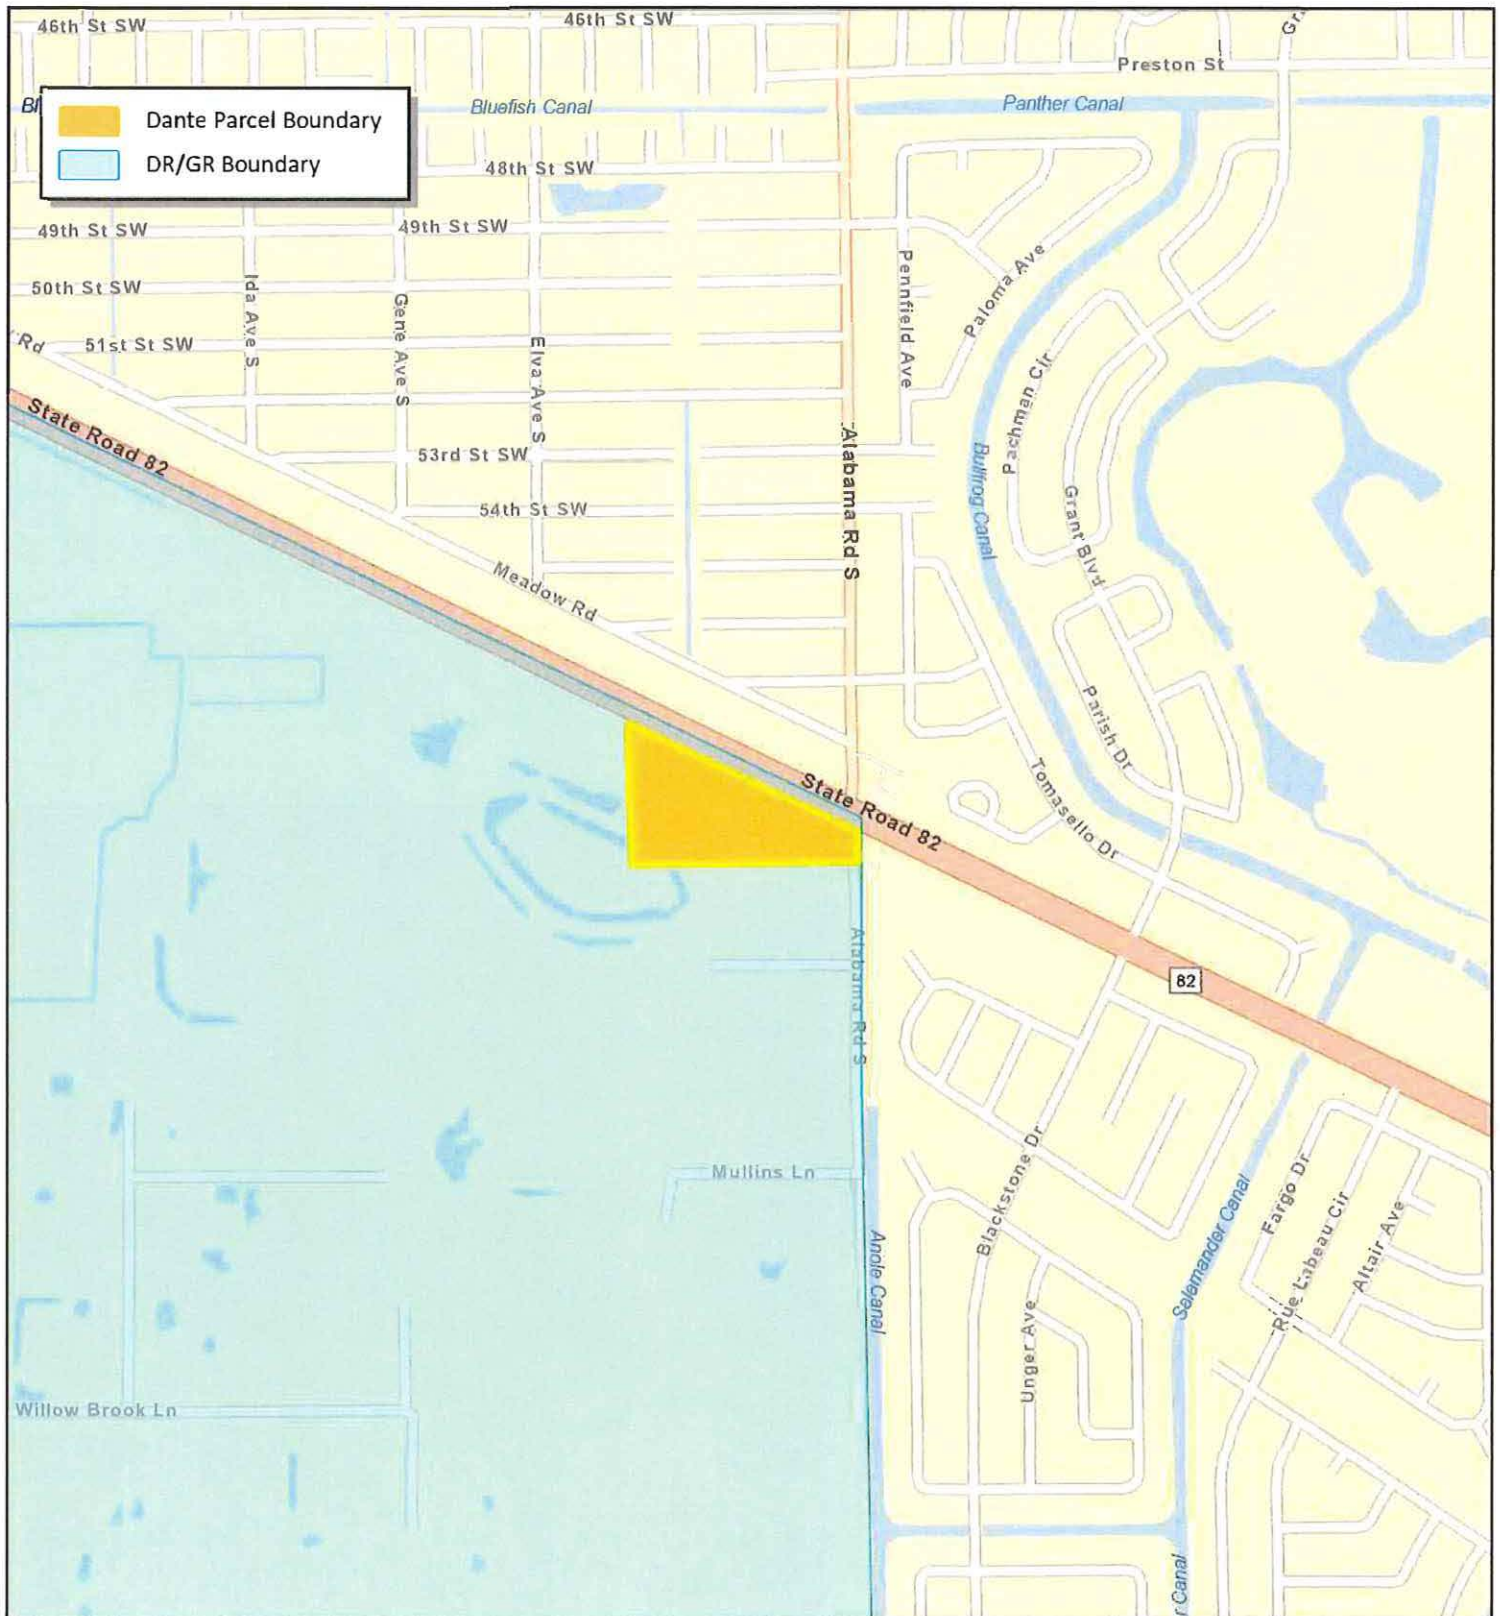 46th St SW
46th St SW
Preston St
Bluefish Canal
Panther Canal
Dante Parcel Boundary
DR/GR Boundary
48th St SW
49th St SW
49th St SW
50th St SW
Ida Ave S
Gene Ave S
Elva Ave S
Pennfield Ave
Paloma Ave
Rd
51st St SW
Pachman Cir
State Road 82
53rd St SW
Alabama Rd S
Bullfrog Canal
Grant Blvd
54th St SW
Meadow Rd
Parish Dr
State Road 82
Tomasello Dr
Alabama Rd S
82
Mullins Ln
Blackstone Dr
Fargo Dr
Salamander Canal
Rue Labeau Cir
Altair Ave
Anole Canal
Unger Ave
Willow Brook Ln
Canal